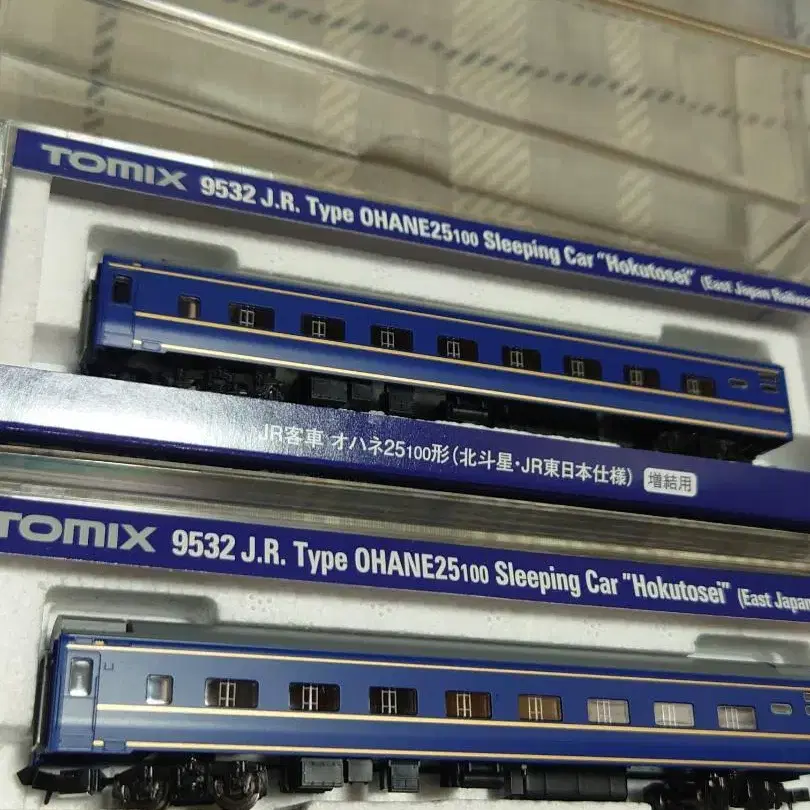 TOMIX 9532 J.R. Type OHANE25100 Sleeping Car "Hokutosei" (East Japan
JR客車 オハネ25100形(北斗星・JR東日本仕様) 増結用
TOMIX 9532 J.R. Type OHANE25100 Sleeping Car "Hokutosei" (East Japan